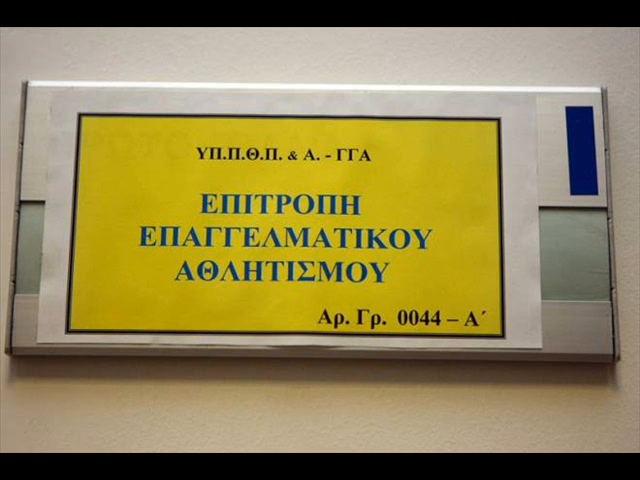 ΥΠ.Π.Θ.Π. & Α. - ΓΓΑ
ΕΠΙΤΡΟΠΗ
ΕΠΑΓΓΕΛΜΑΤΙΚΟΥ
ΑΘΛΗΤΙΣΜΟΥ
Αρ. Γρ. 0044 – Α΄